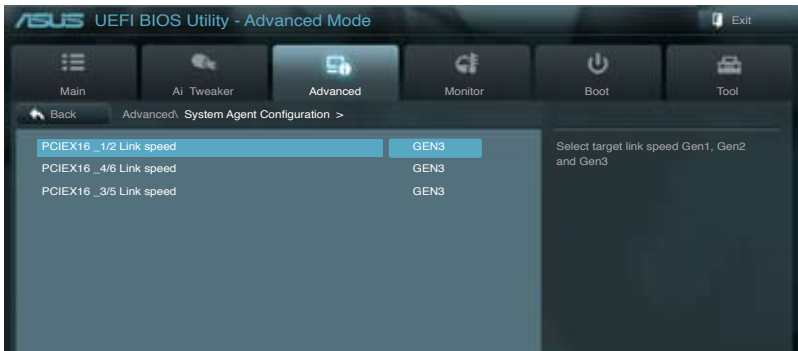 ASUS UEFI BIOS Utility - Advanced Mode
Exit
Main
Ai Tweaker
Advanced
Monitor
Boot
Tool
Back
Advanced\ System Agent Configuration >
PCIEX16 _1/2 Link speed GEN3
PCIEX16 _4/6 Link speed GEN3
PCIEX16 _3/5 Link speed GEN3
Select target link speed Gen1, Gen2
and Gen3